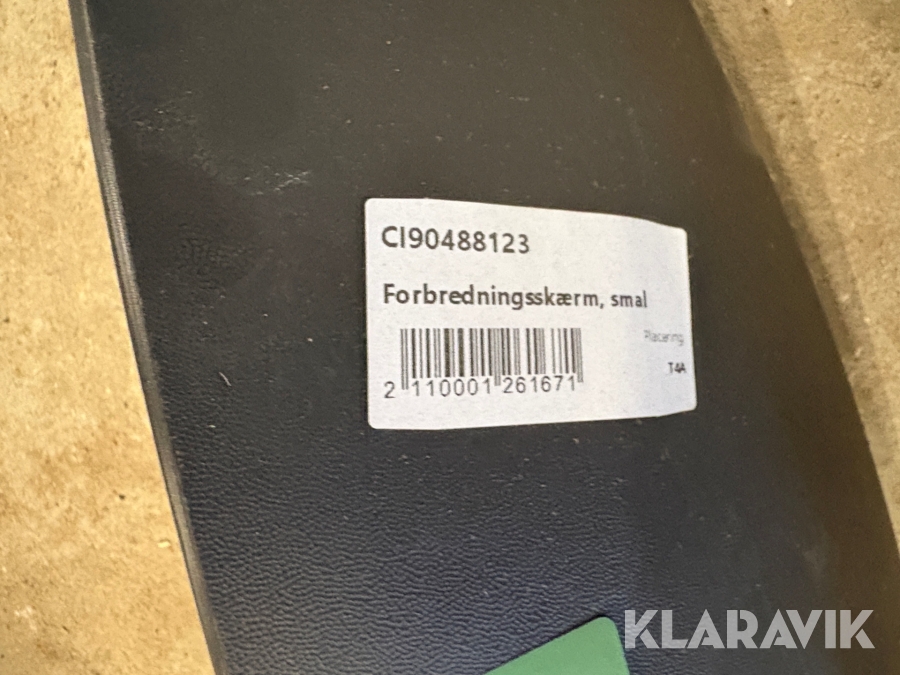 CI90488123
Forbredningsskærm, smal
Placering
T4A
2 110001 261671
KLARAVIK